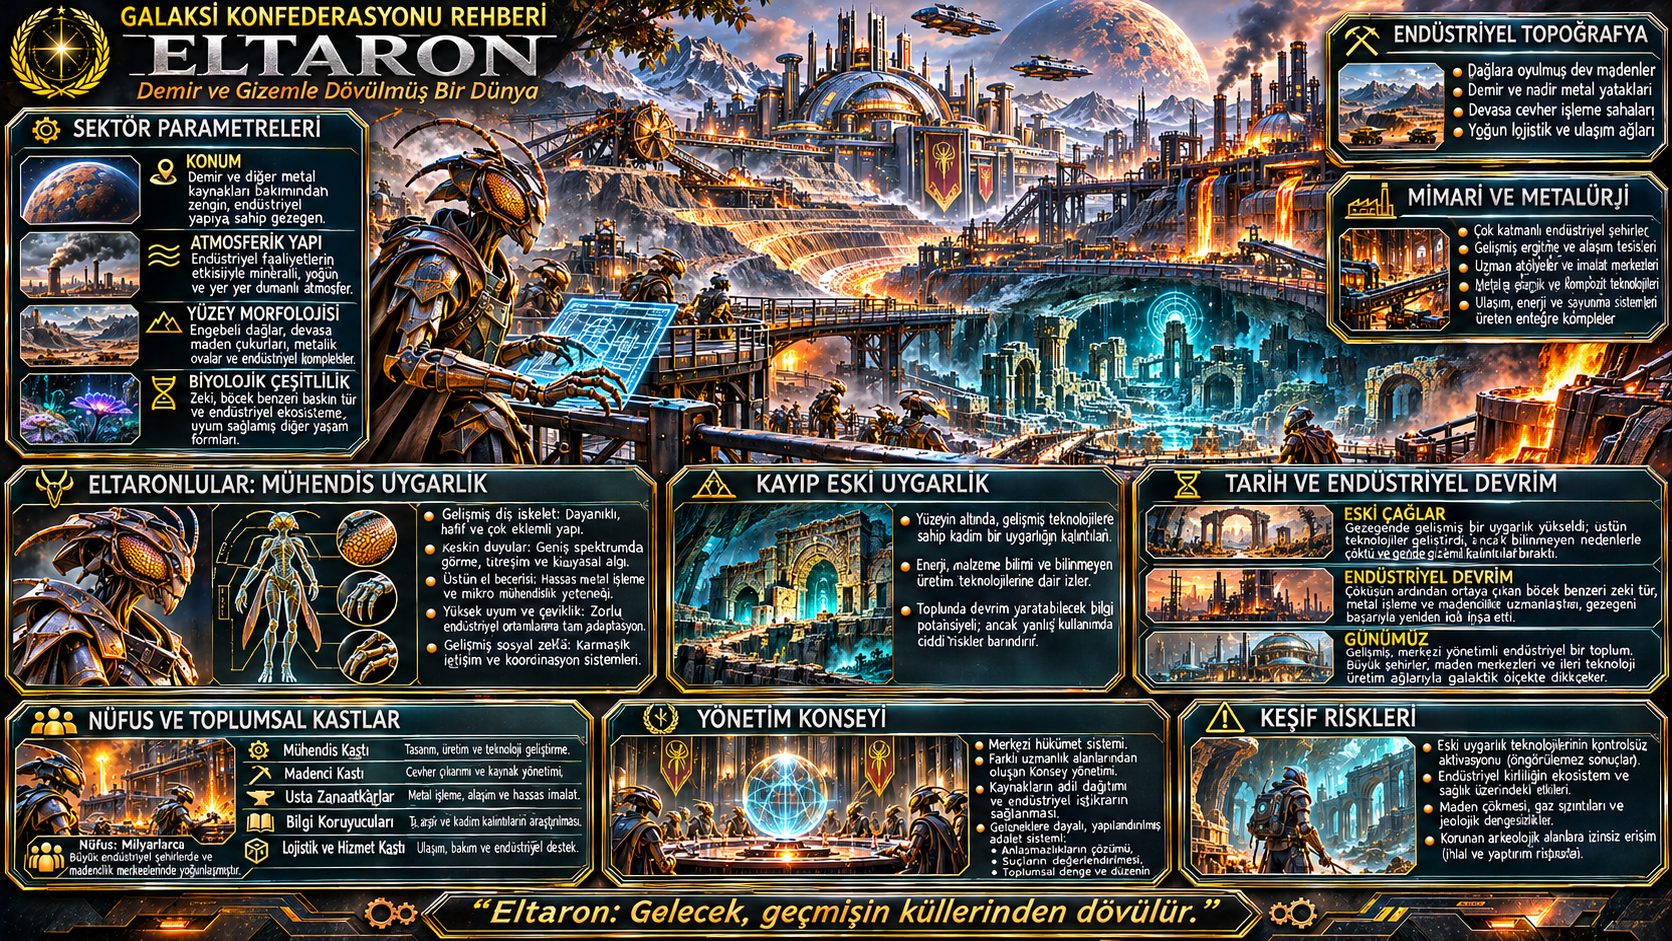 GALAKSİ KONFEDERASYONU REHBERİ
ELTARON
Demir ve Gizemle Dövülmüş Bir Dünya
SEKTÖR PARAMETRELERİ
KONUM
Demir ve diğer metal
kaynakları bakımından
zengin, endüstriyel
yapıya sahip gezegen.
ATMOSFERİK YAPI
Endüstriyel faaliyetlerin
etkisiyle mineralli, yoğun
ve yer yer dumanlı atmosfer.
YÜZEY MORFOLOJİSİ
Engebeli dağlar, devasa
maden çukurları, metalik
ovalar ve endüstriyel kompleksler.
BİYOLOJİK ÇEŞİTLİLİK
Zeki, böcek benzeri baskın tür
ve endüstriyel ekosisteme,
uyum sağlamış diğer yaşam
formları.
ENDÜSTRİYEL TOPOĞRAFYA
Dağlara oyulmuş dev madenler
Demir ve nadir metal yatakları
Devasa cevher işleme sahaları
Yoğun lojistik ve ulaşım ağları
MİMARİ VE METALÜRJİ
Çok katmanlı endüstriyel şehirler
Gelişmiş ergitme ve alaşım tesisleri
Uzman atölyeler ve imalat merkezleri
ve kompozit teknolojileri
Ulaşım, enerji ve savunma sistemleri
üreten entegre kompleler
ELTARONLULAR: MÜHENDİS UYGARLIK
Gelişmiş dış iskelet: Dayanıklı,
hafif ve çok eklemli yapı.
Keskin duyular: Geniş spektrumda
görme, titreşim ve kimyasal algı.
Üstün el becerisi: Hassas metal işleme
ve mikro mühendislik yeteneği.
Yüksek uyum ve çeviklik: Zorlu
endüstriyel ortamlarma tam adaptasyon.
Gelişmiş sosyal zekâ: Karmaşik
iletişim ve koordinasyon sistemleri.
KAYIP ESKİ UYGARLIK
Yüzeyin altında, gelişmiş teknolojilere
sahip kadim bir uygarlığın kalıntıları.
Enerji, malzeme bilimi ve bilinmeyen
üretim teknolojilerine dair izler.
Toplunda devrim yaratabilecek bilgi
potansiyeli; ancak yanlış kullanımda
ciddi riskler barındırır.
TARİH VE ENDÜSTRİYEL DEVRİM
ESKİ ÇAĞLAR
Gezegende gelişmiş bir uygarlık yükseldi; üstün
teknolojiler geliştirdi, ancak bilinmeyen nedenlerle
çöktü ve geride gizemli kalıntılar bıraktı.
ENDÜSTRİYEL DEVRİM
Çöküşün ardından ortaya çıkan böcek benzeri zeki tür,
metal işleme ve madencilikte uzmanlaştı, gezegeni
başarıyla yeniden inşa etti.
GÜNÜMÜZ
Gelişmiş, merkezi yönetimli endüstriyel bir toplum.
Büyük şehirler, maden merkezleri ve ileri teknoloji
üretim ağlarıyla galaktik ölçekte dikkçeker.
NÜFUS VE TOPLUMSAL KASTLAR
Mühendis Kastı Tasarım, üretim ve teknoloji geliştirme.
Madenci Kastı Cevher çıkarımı ve kaynak yönetimi,
Usta Zanaatkârlar Metal işleme, alaşım ve hassas imalat.
Bilgi Koruyucuları ve kadim kalıntıların araştırılması.
Lojistik ve Hizmet Kastı Ulaşım, bakım ve endüstriyel destek.
Nüfus: Milyarlarca
Büyük endüstriyel şehirlerde ve
madencilik merkezlerinde yoğunlaşmıştır.
YÖNETİM KONSEYİ
Merkezi hükümet sistemi.
Farklı uzmanlık alanlarından
oluşan Konsey yönetimi.
Kaynakların adil dağıtımı
ve endüstriyel istikrarın
sağlanması.
Geleneklere dayalı, yapılandırılmış
adalet sistemi;
Anlaşmazlıkların çözümü,
Suçların değerlendirmesi,
Toplumsal denge ve düzenin
KEŞİF RİSKLERİ
Eski uygarlık teknolojilerinin kontrolsüz
aktivasyonu (öngörülemez sonuçlar).
Endüstriyel kirliliğin ekosistem ve
sağlık üzerindeki etkileri.
Maden çökmesi, gaz sızıntıları ve
jeolojik dengesizlikler.
Korunan arkeolojik alanlara izinsiz erişim
(ihlal ve yaptırım
"Eltaron: Gelecek, geçmişin küllerinden dövülür."